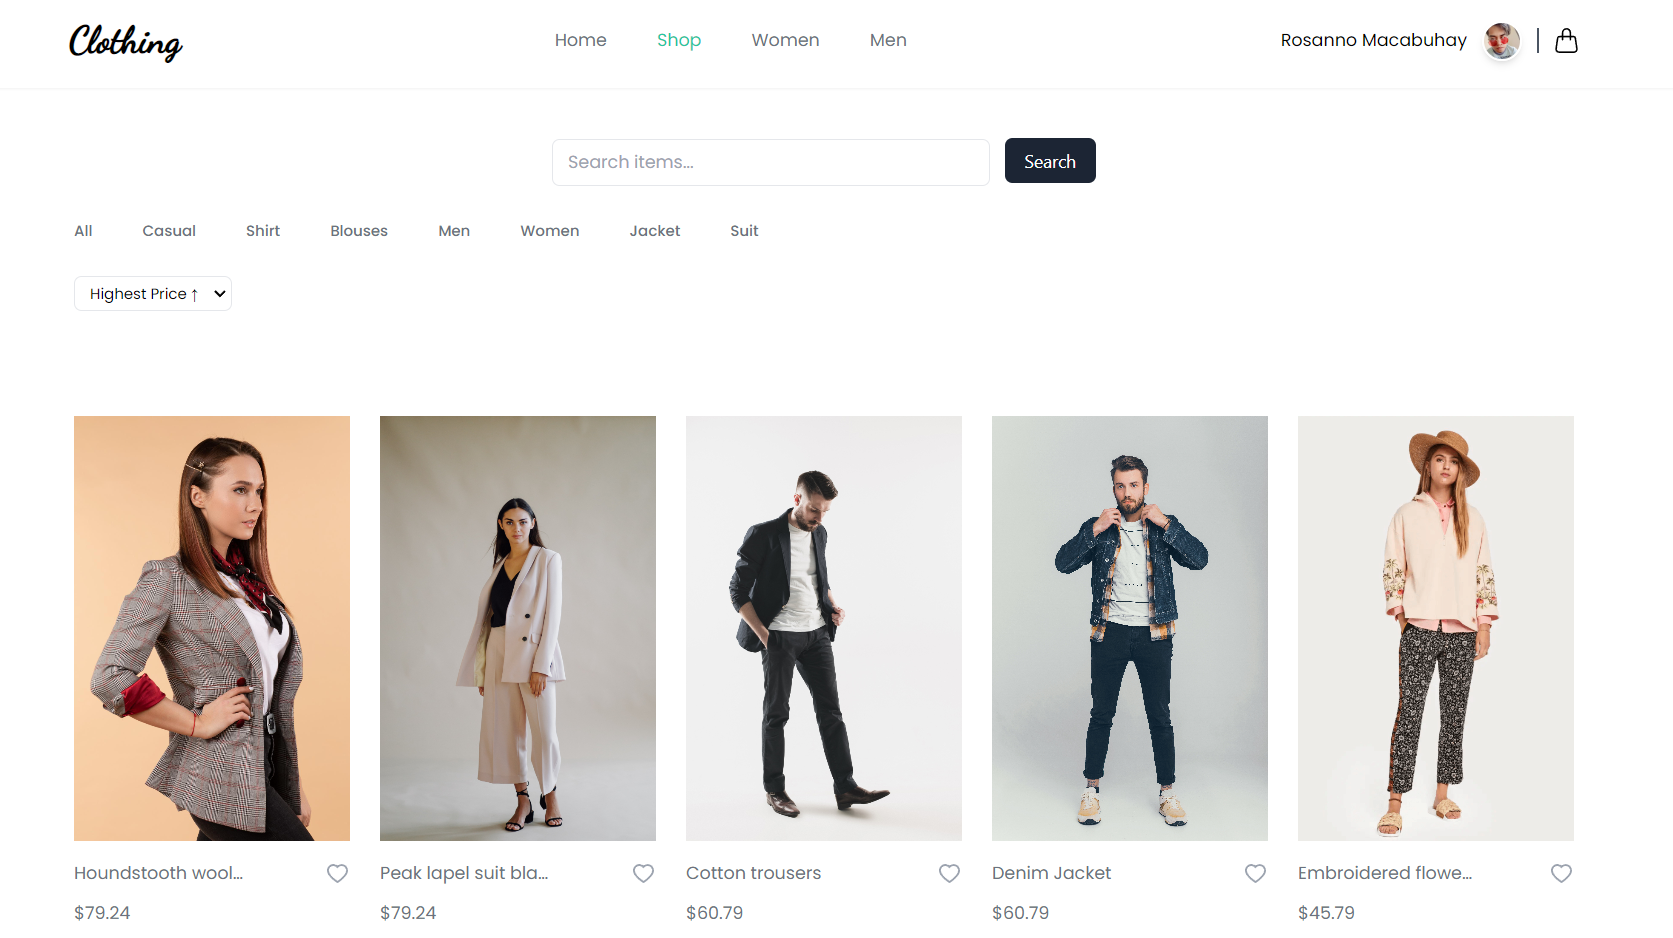 Clothing
Home Shop Women Men
Rosanno Macabuhay
Search items...
Search
All Casual Shirt Blouses Men Women Jacket Suit
Highest Price ↑
Houndstooth wool...
Peak lapel suit bla...
Cotton trousers
Denim Jacket
Embroidered flowe...
$79.24
$79.24
$60.79
$60.79
$45.79